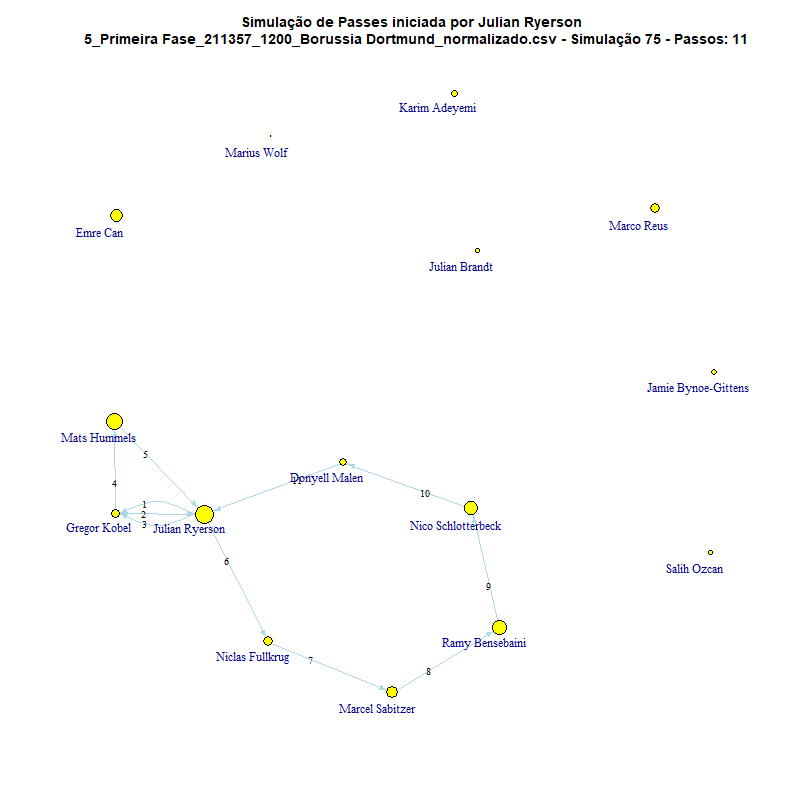 Simulação de Passes iniciada por Julian Ryerson
5_Primeira Fase_211357_1200_Borussia Dortmund_normalizado.csv - Simulação 75 - Passos: 11
Karim Adeyemi
Marius Wolf
Emre Can
Marco Reus
Julian Brandt
Jamie Bynoe-Gittens
Mats Hummels
5
Donyell Malen
11
4
1
10
2
3
Gregor Kobel
Julian Ryerson
Nico Schlotterbeck
6
Salih Ozcan
9
Ramy Bensebaini
Niclas Fullkrug
7
8
Marcel Sabitzer